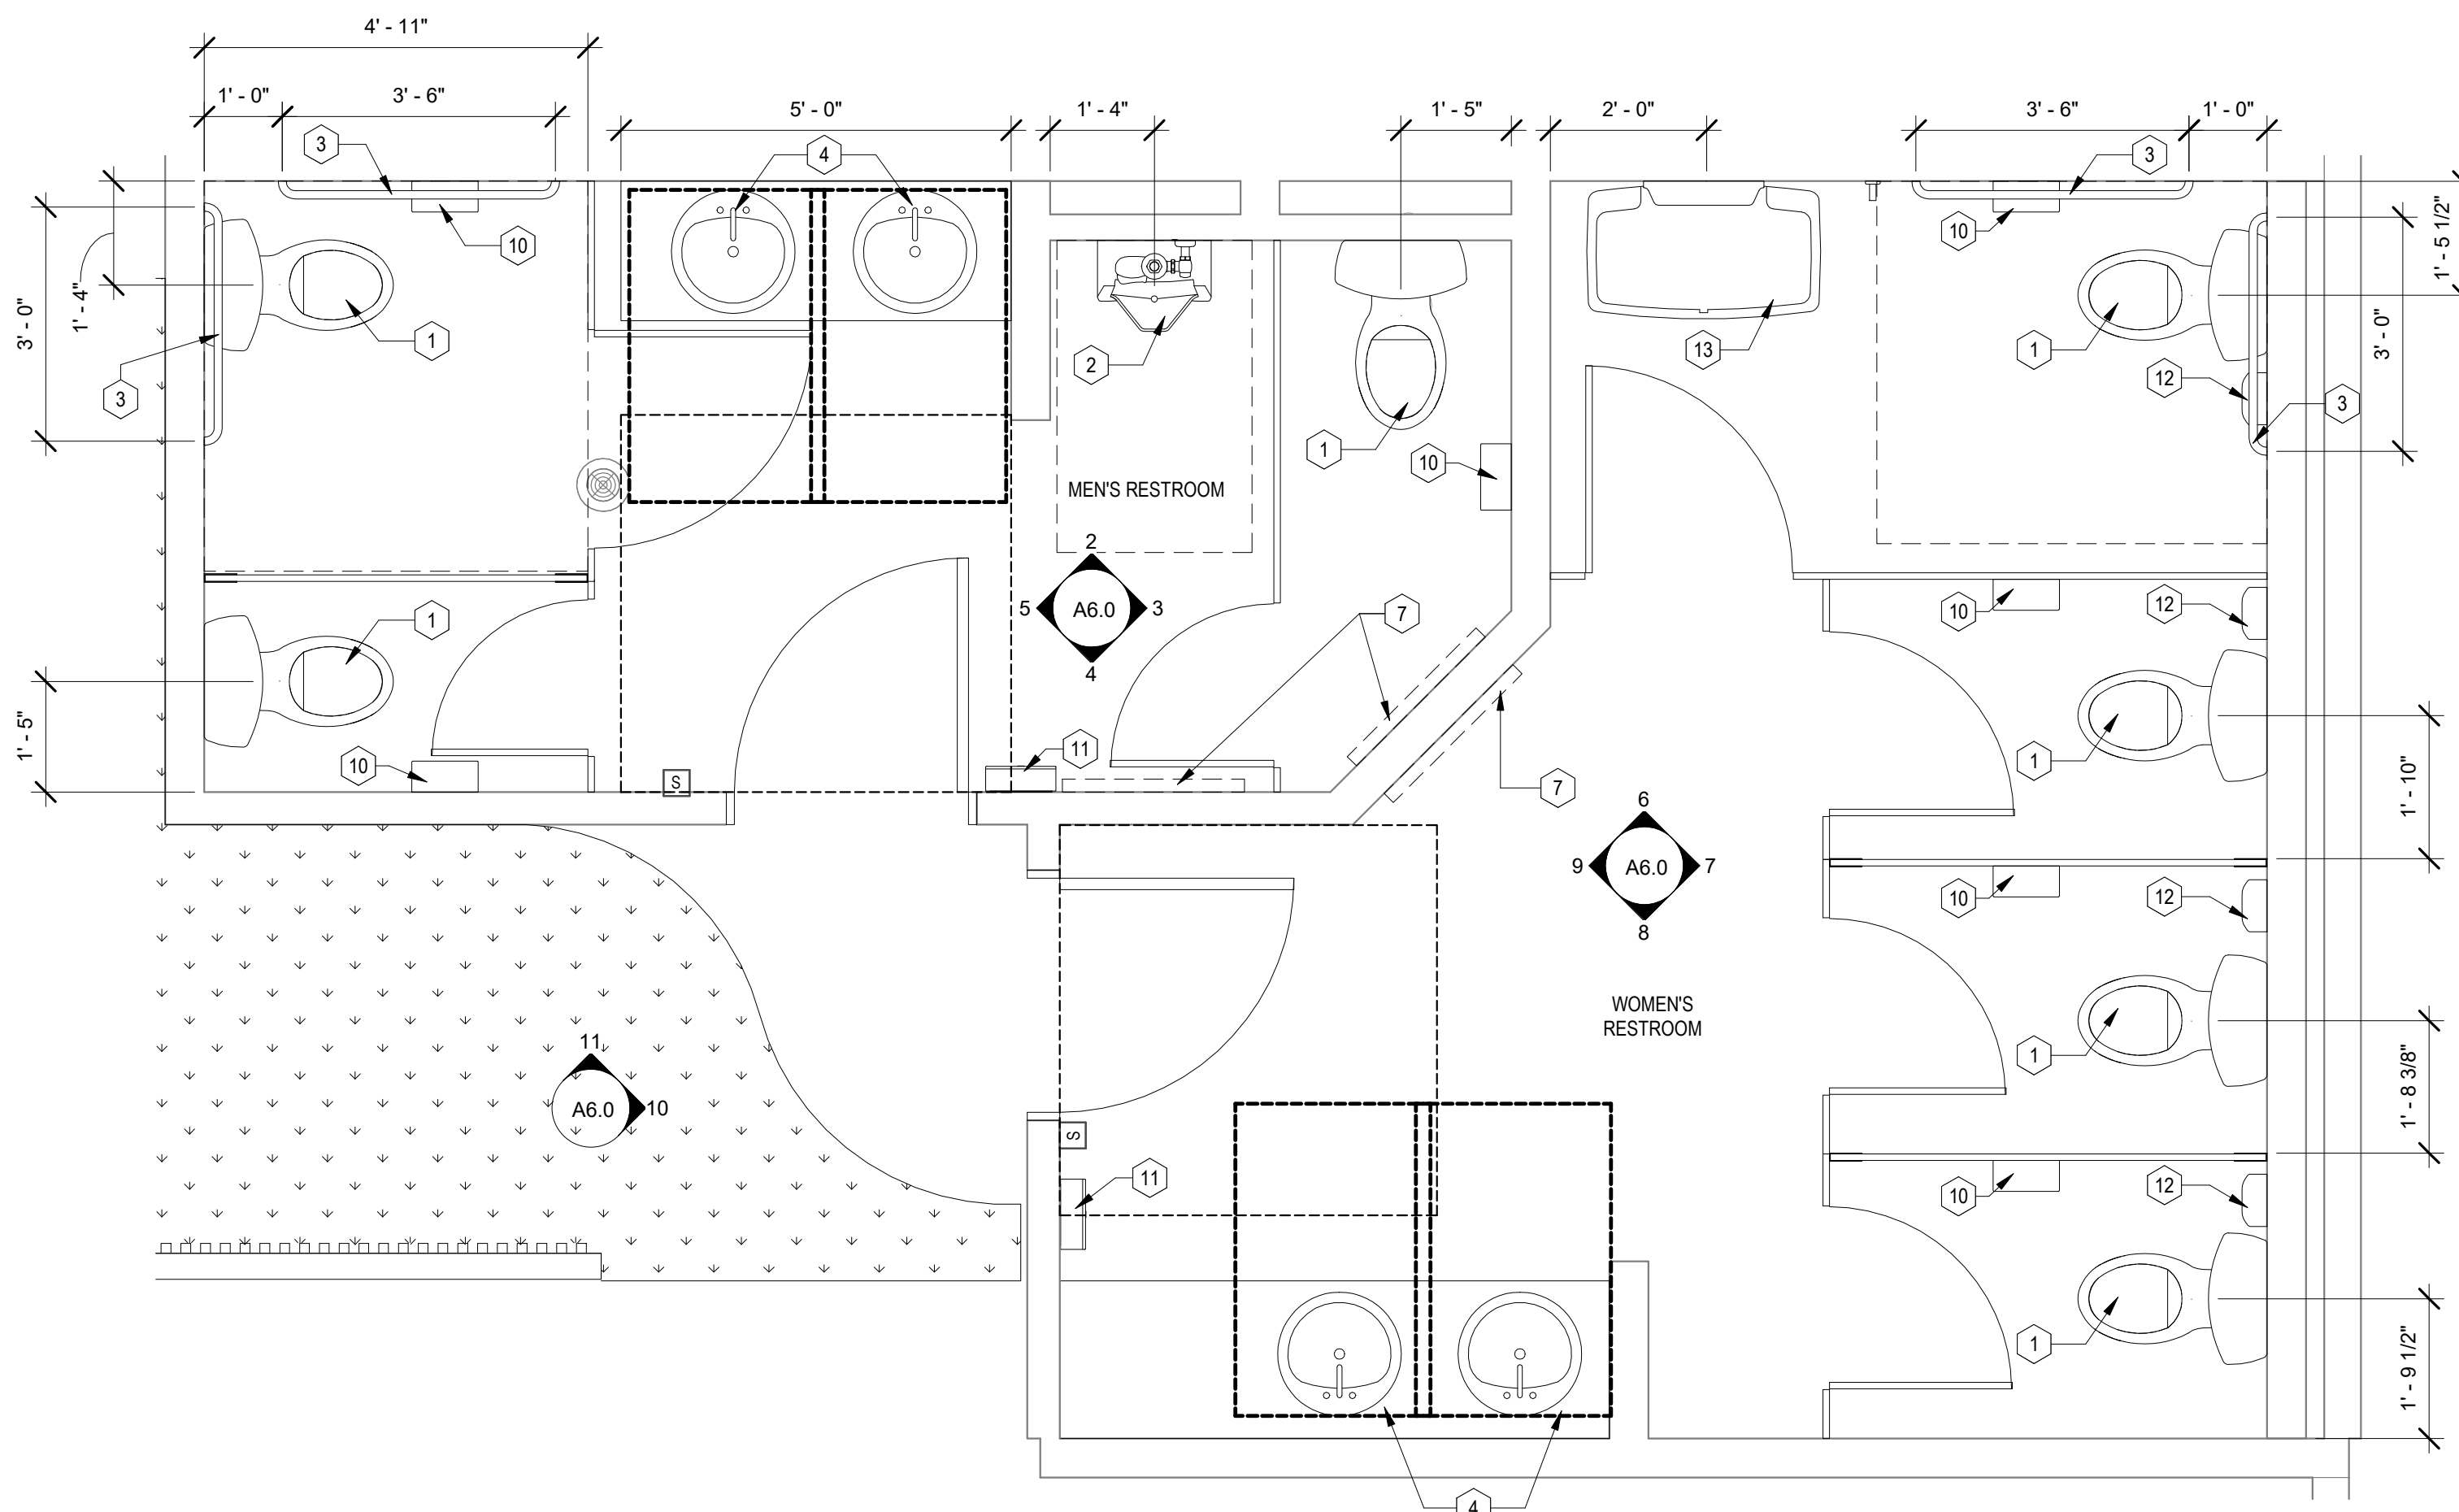 4' - 11"
1' - 0"
3' - 6"
5' - 0"
1' - 4"
1' - 5"
2' - 0"
3' - 6"
1' - 0"
3
4
3
10
10
1' - 5 1/2"
1' - 4"
3' - 0"
1
2
13
1
3' - 0"
12
3
3
1
10
MEN'S RESTROOM
2
5
A6.0
3
4
7
10
12
1
1
1' - 5"
10
S
11
7
1' - 10"
6
9
A6.0
7
8
10
12
WOMEN'S
RESTROOM
11
A6.0
10
1
1' - 8 3/8"
S
11
10
12
1
1' - 9 1/2"
4